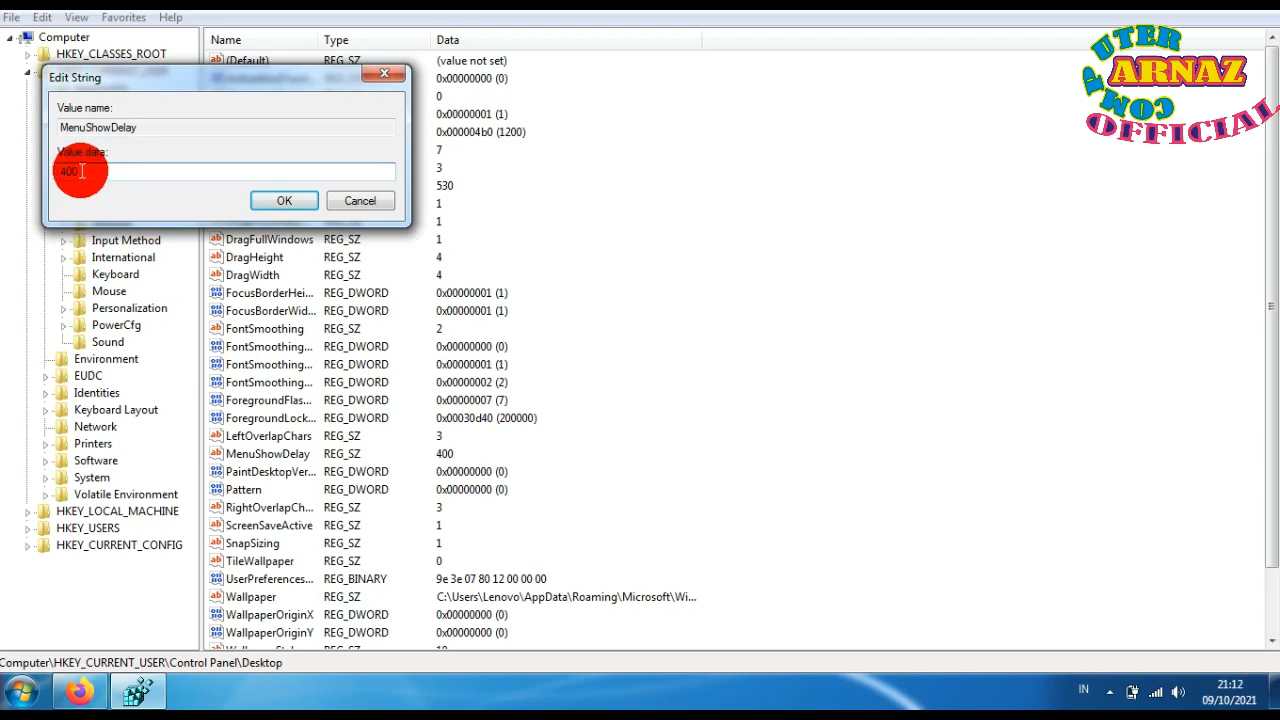 File Edit View Favorites Help
Computer
HKEY_CLASSES_ROOT
Name Type Data
(Default) REG_SZ (value not set)
0x00000000 (0)
0
0x00000001 (1)
0x000004b0 (1200)
7
3
530
1
1
Edit String
Value name:
MenuShowDelay
Value data:
400
OK Cancel
Input Method
International
Keyboard
Mouse
Personalization
PowerCfg
Sound
Environment
EUDC
Identities
Keyboard Layout
Network
Printers
Software
System
Volatile Environment
HKEY_LOCAL_MACHINE
HKEY_USERS
HKEY_CURRENT_CONFIG
DragFullWindows REG_SZ 1
DragHeight REG_SZ 4
DragWidth REG_SZ 4
FocusBorderHei... REG_DWORD 0x00000001 (1)
FocusBorderWid... REG_DWORD 0x00000001 (1)
FontSmoothing REG_SZ 2
FontSmoothing... REG_DWORD 0x00000000 (0)
FontSmoothing... REG_DWORD 0x00000001 (1)
FontSmoothing... REG_DWORD 0x00000002 (2)
ForegroundFlas... REG_DWORD 0x00000007 (7)
ForegroundLock... REG_DWORD 0x00030d40 (200000)
LeftOverlapChars REG_SZ 3
MenuShowDelay REG_SZ 400
PaintDesktopVer... REG_DWORD 0x00000000 (0)
Pattern REG_DWORD 0x00000000 (0)
RightOverlapCh... REG_SZ 3
ScreenSaveActive REG_SZ 1
SnapSizing REG_SZ 1
TileWallpaper REG_SZ 0
UserPreferences... REG_BINARY 9e 3e 07 80 12 00 00 00
Wallpaper REG_SZ C:\Users\Lenovo\AppData\Roaming\Microsoft\Wi...
WallpaperOriginX REG_DWORD 0x00000000 (0)
WallpaperOriginY REG_DWORD 0x00000000 (0)
Computer\HKEY_CURRENT_USER\Control Panel\Desktop
IN
21:12
09/10/2021
COMPUTER
ARNAZ
OFFICIAL